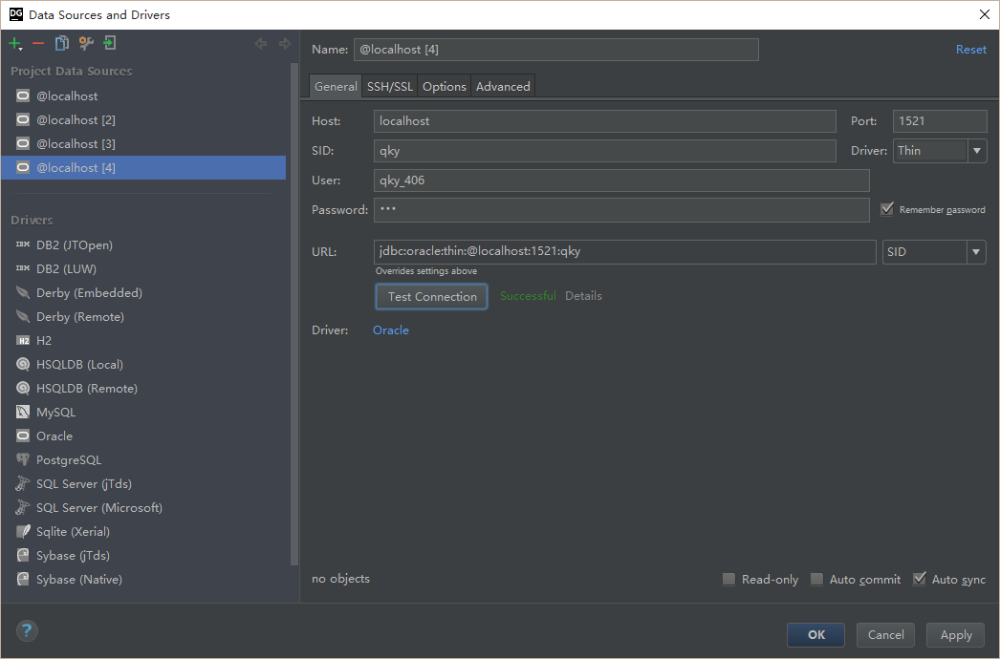 DG Data Sources and Drivers
Project Data Sources
@localhost
@localhost [2]
@localhost [3]
@localhost [4]
Drivers
IBM DB2 (JTOpen)
IBM DB2 (LUW)
Derby (Embedded)
Derby (Remote)
H2 H2
HSQLDB (Local)
HSQLDB (Remote)
MySQL
Oracle
PostgreSQL
SQL Server (jTds)
SQL Server (Microsoft)
Sqlite (Xerial)
Sybase (jTds)
Sybase (Native)
?
Name: @localhost [4] Reset
General SSH/SSL Options Advanced
Host: localhost Port: 1521
SID: qky Driver: Thin
User: qky_406
Password: ••• Remember password
URL: jdbc:oracle:thin:@localhost:1521:qky SID
Overrides settings above
Test Connection Successful Details
Driver: Oracle
no objects Read-only Auto commit Auto sync
OK Cancel Apply